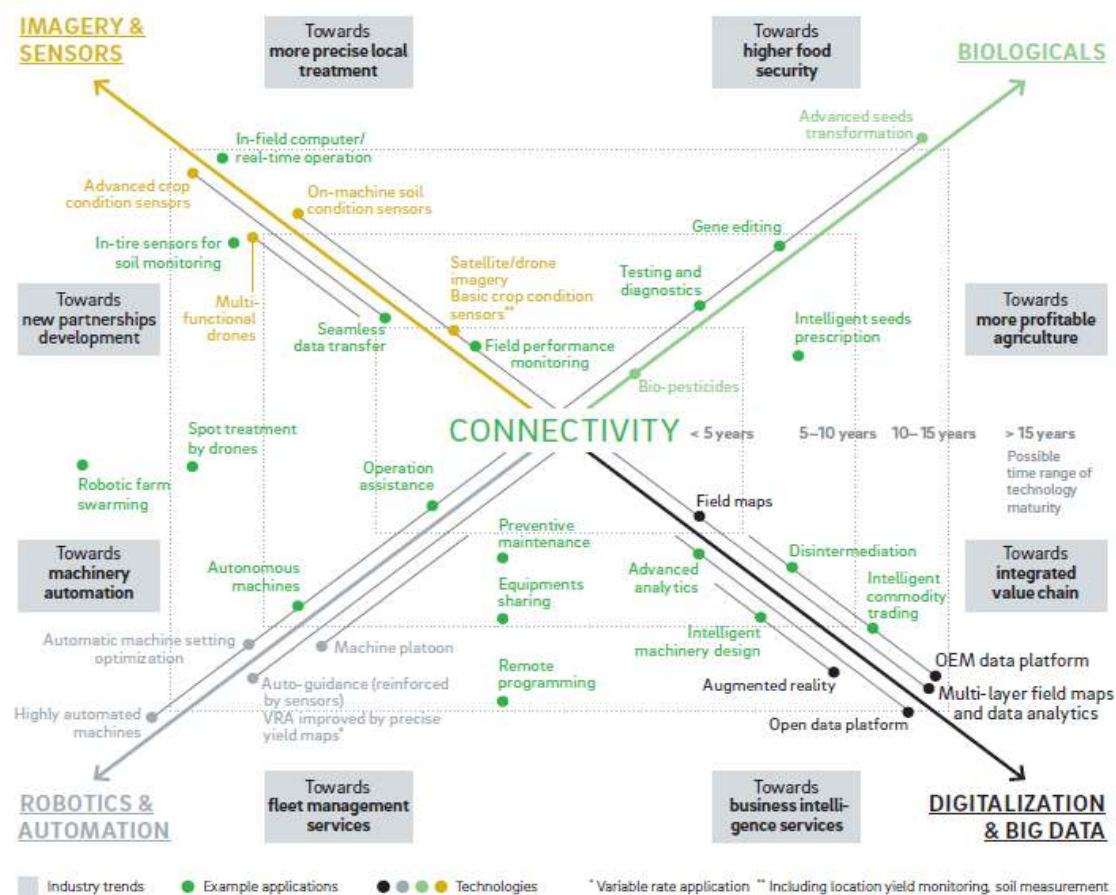 IMAGERY &
SENSORS
Towards
more precise local
treatment
Towards
higher food
security
BIOLOGICALS
Advanced seeds
transformation
In-field computer/
real-time operation
Advanced crop
condition sensors
On-machine soil
condition sensors
In-tire sensors for
soil monitoring
Gene editing
Satellite/drone
imagery
Basic crop condition
sensors**
Testing and
diagnostics
Towards
new partnerships
development
Multi-
functional
drones
Seamless
data transfer
Field performance
monitoring
Intelligent seeds
prescription
Towards
more profitable
agriculture
Bio-pesticides
CONNECTIVITY
< 5 years
5–10 years
10–15 years
> 15 years
Possible
time range of
technology
maturity
Spot treatment
by drones
Robotic farm
swarming
Operation
assistance
Field maps
Preventive
maintenance
Disintermediation
Towards
machinery
automation
Autonomous
machines
Equipments
sharing
Advanced
analytics
Intelligent
commodity
trading
Towards
integrated
value chain
Automatic machine setting
optimization
Machine platoon
Intelligent
machinery design
OEM data platform
Remote
programming
Augmented reality
Auto-guidance (reinforced
by sensors)
VRA improved by precise
yield maps*
Multi-layer field maps
and data analytics
Highly automated
machines
Open data platform
ROBOTICS &
AUTOMATION
Towards
fleet management
services
Towards
business intelli-
gence services
DIGITALIZATION
& BIG DATA
Industry trends
Example applications
Technologies
* Variable rate application ** Including location yield monitoring, soil measurement